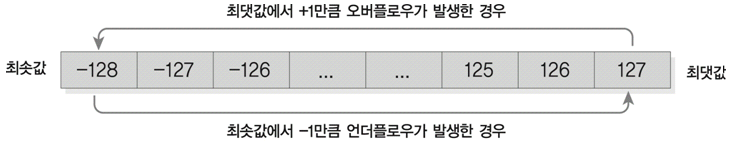 최댓값에서 +1만큼 오버플로우가 발생한 경우
최솟값 -128 -127 -126 ... ... 125 126 127 최댓값
최솟값에서 -1만큼 언더플로우가 발생한 경우